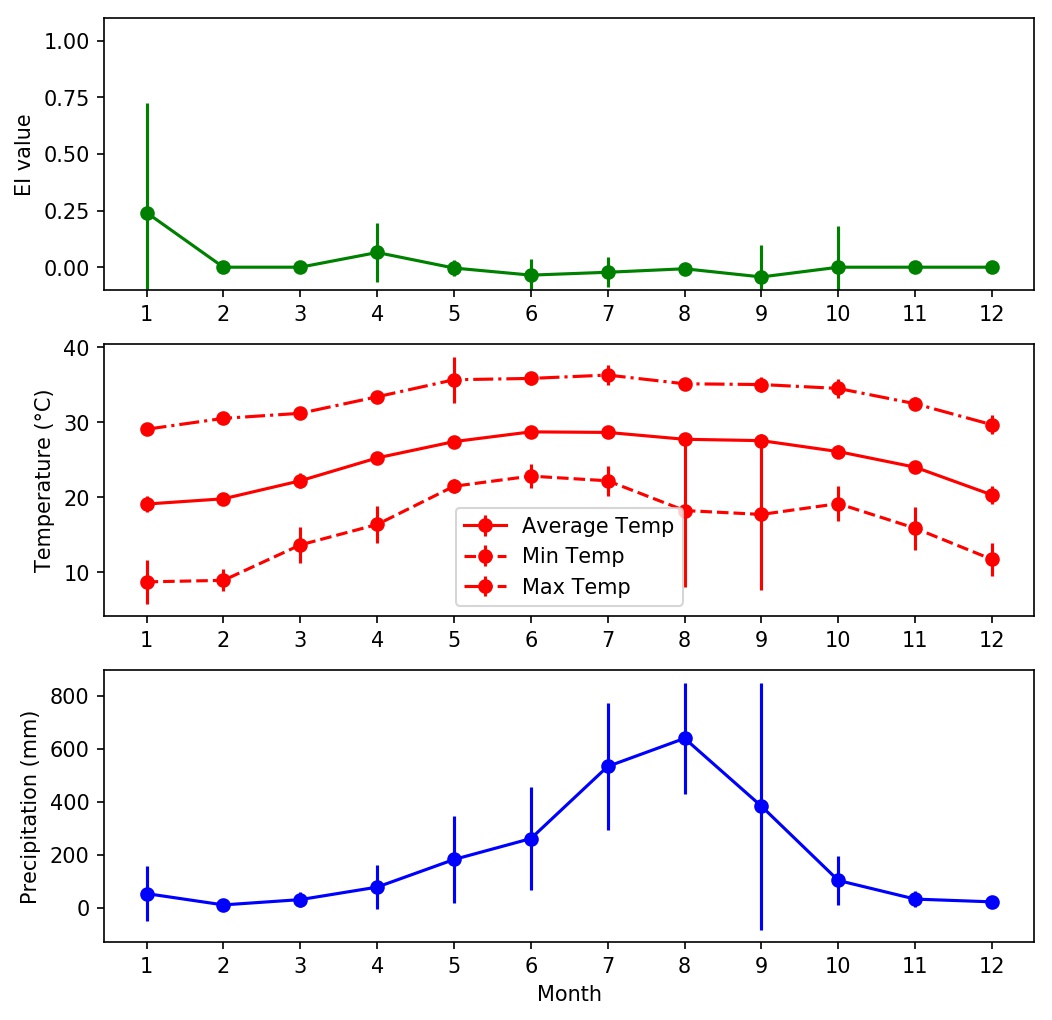 1.00
0.75
0.50
0.25
0.00
EI value
1 2 3 4 5 6 7 8 9 10 11 12
40
30
20
10
Temperature (°C)
Average Temp
Min Temp
Max Temp
1 2 3 4 5 6 7 8 9 10 11 12
800
600
400
200
0
Precipitation (mm)
1 2 3 4 5 6 7 8 9 10 11 12
Month